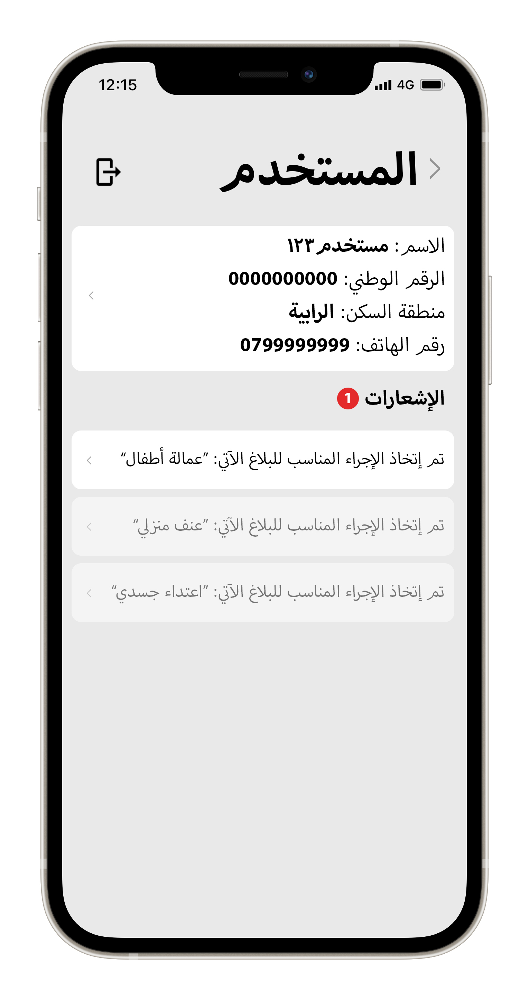 12:15
4G
المستخدم
الاسم: مستخدم ١٢٣
الرقم الوطني: 0000000000
منطقة السكن: الرابية
رقم الهاتف: 0799999999
الإشعارات 1
تم إتخاذ الإجراء المناسب للبلاغ الآتي: ”عمالة أطفال“
تم إتخاذ الإجراء المناسب للبلاغ الآتي: ”عنف منزلي“
تم إتخاذ الإجراء المناسب للبلاغ الآتي: ”اعتداء جسدي“